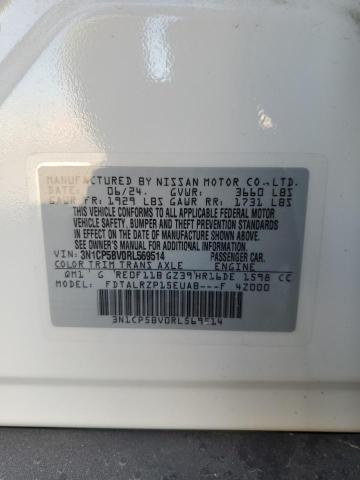 MANUFACTURED BY NISSAN MOTOR CO., LTD.
DATE: 06/24. GVWR: 3660 LBS
GAWR FR: 1929 LBS GAWR RR: 1731 LBS
THIS VEHICLE CONFORMS TO ALL APPLICABLE FEDERAL MOTOR
VEHICLE SAFETY, BUMPER AND THEFT PREVENTION STANDARDS
IN EFFECT ON THE DATE OF MANUFACTURE SHOWN ABOVE.
SEE OWNER'S MANUAL. DO NOT REMOVE.
VIN: 3N1CP5BV0RL569514 PASSENGER CAR.
COLOR TRIM TRANS AXLE ENGINE
QM1 G RE0F11B GZ39 HR16DE 1598 CC
MODEL: FDTALRZP15EUAB---F 4Z000
3N1CP5BV0RL569514